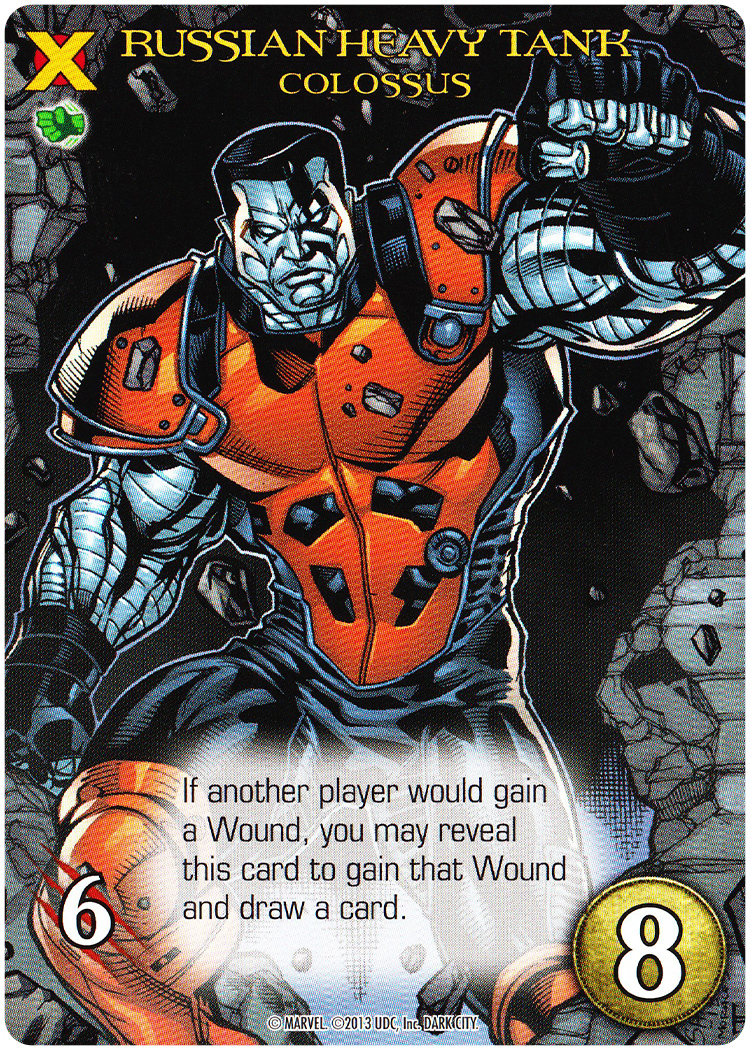 RUSSIAN HEAVY TANK
COLOSSUS
If another player would gain
a Wound, you may reveal
this card to gain that Wound
and draw a card.
6
8
© MARVEL. ©2013 UDC, Inc. DARK CITY.